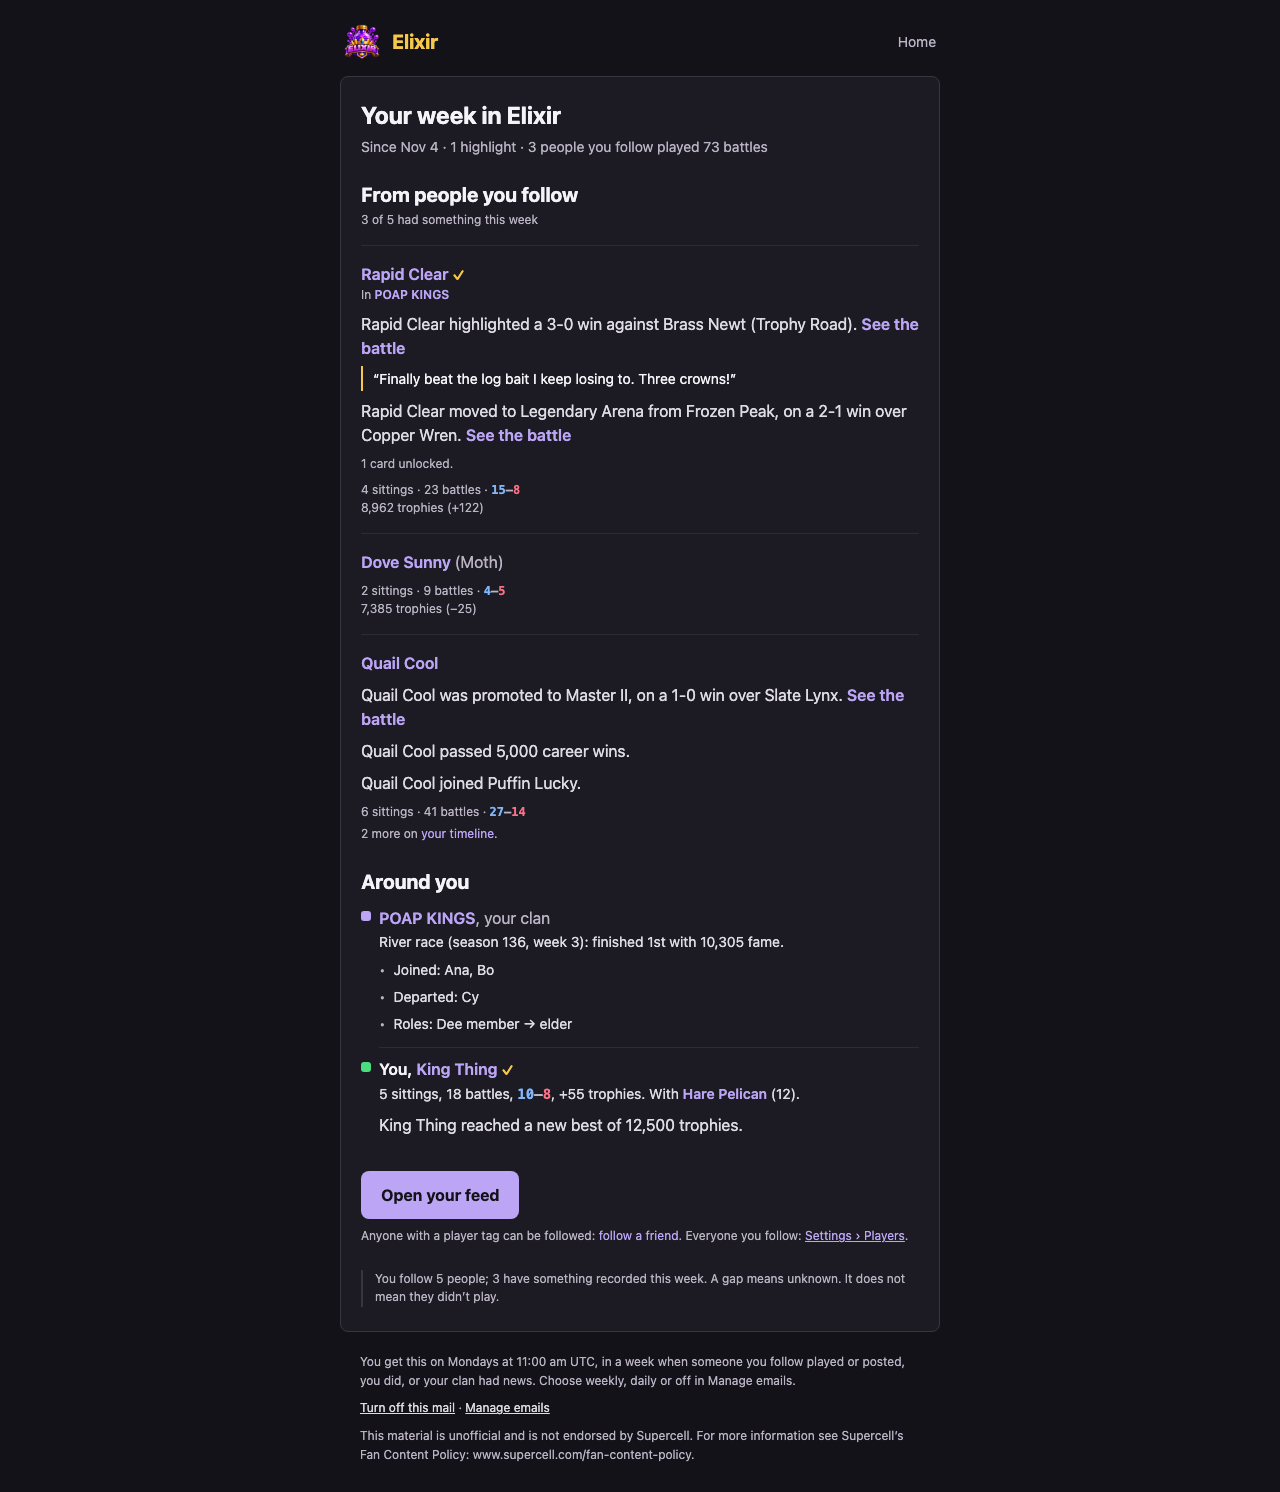 ELIXIR
Elixir
Home
Your week in Elixir
Since Nov 4 · 1 highlight · 3 people you follow played 73 battles
From people you follow
3 of 5 had something this week
Rapid Clear ✓
In POAP KINGS
Rapid Clear highlighted a 3-0 win against Brass Newt (Trophy Road). See the
battle
“Finally beat the log bait I keep losing to. Three crowns!”
Rapid Clear moved to Legendary Arena from Frozen Peak, on a 2-1 win over
Copper Wren. See the battle
1 card unlocked.
4 sittings · 23 battles · 15–8
8,962 trophies (+122)
Dove Sunny (Moth)
2 sittings · 9 battles · 4–5
7,385 trophies (−25)
Quail Cool
Quail Cool was promoted to Master II, on a 1-0 win over Slate Lynx. See the
battle
Quail Cool passed 5,000 career wins.
Quail Cool joined Puffin Lucky.
6 sittings · 41 battles · 27–14
2 more on your timeline.
Around you
POAP KINGS, your clan
River race (season 136, week 3): finished 1st with 10,305 fame.
• Joined: Ana, Bo
• Departed: Cy
• Roles: Dee member → elder
You, King Thing ✓
5 sittings, 18 battles, 10–8, +55 trophies. With Hare Pelican (12).
King Thing reached a new best of 12,500 trophies.
Open your feed
Anyone with a player tag can be followed: follow a friend. Everyone you follow: Settings › Players.
You follow 5 people; 3 have something recorded this week. A gap means unknown. It does not
mean they didn’t play.
You get this on Mondays at 11:00 am UTC, in a week when someone you follow played or posted,
you did, or your clan had news. Choose weekly, daily or off in Manage emails.
Turn off this mail · Manage emails
This material is unofficial and is not endorsed by Supercell. For more information see Supercell’s
Fan Content Policy: www.supercell.com/fan-content-policy.